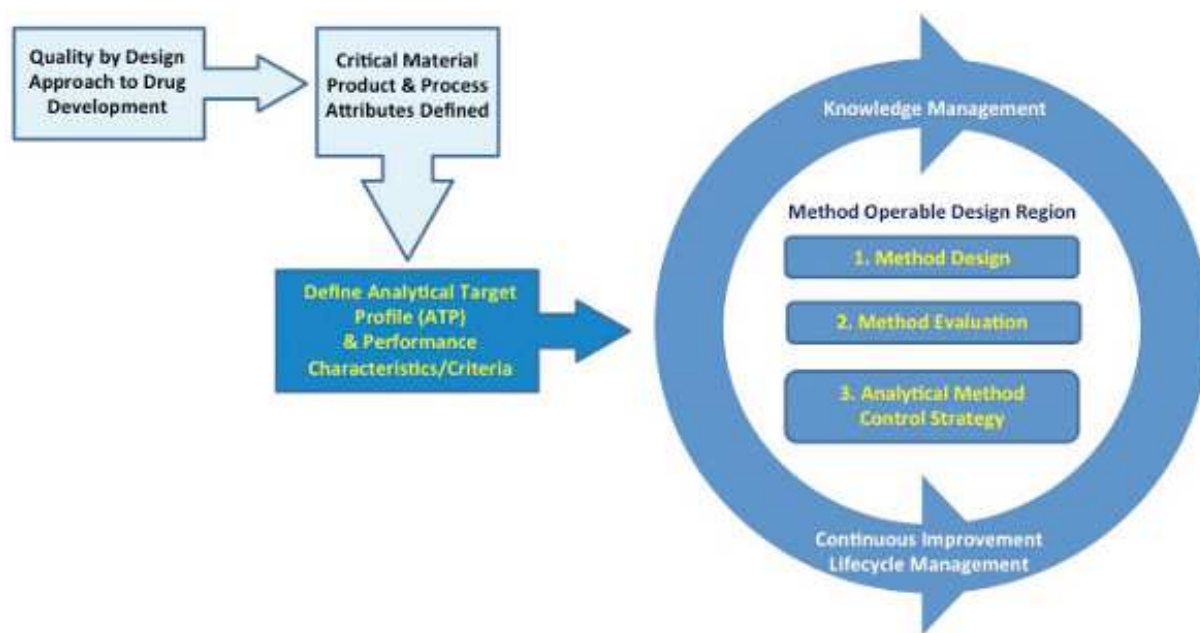 Quality by Design
Approach to Drug
Development
Critical Material
Product & Process
Attributes Defined
Define Analytical Target
Profile (ATP)
& Performance
Characteristics/Criteria
Knowledge Management
Method Operable Design Region
1. Method Design
2. Method Evaluation
3. Analytical Method
Control Strategy
Continuous Improvement
Lifecycle Management